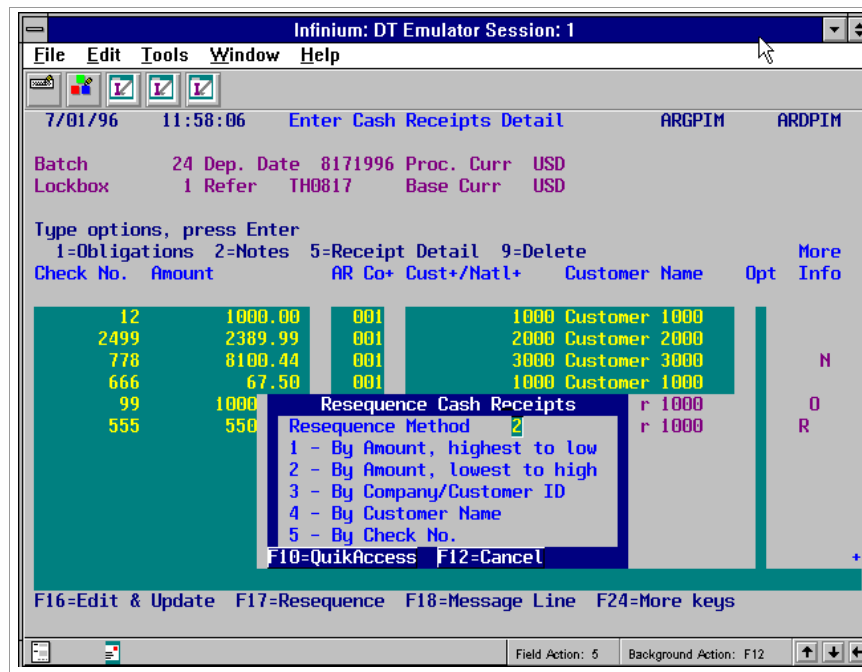 Infinium: DT Emulator Session: 1
File Edit Tools Window Help
7/01/96 11:58:06 Enter Cash Receipts Detail ARGPIM ARDPIM
Batch 24 Dep. Date 8171996 Proc. Curr USD
Lockbox 1 Refer TH0817 Base Curr USD
Type options, press Enter
1=Obligations 2=Notes 5=Receipt Detail 9=Delete More
Check No. Amount AR Co+ Cust+/Natl+ Customer Name Opt Info
12 1000.00 001 1000 Customer 1000
2499 2389.99 001 2000 Customer 2000
778 8100.44 001 3000 Customer 3000 N
666 67.50 001 1000 Customer 1000
99 1000 r 1000 O
555 550 r 1000 R
Resequence Cash Receipts
Resequence Method 2
1 - By Amount, highest to low
2 - By Amount, lowest to high
3 - By Company/Customer ID
4 - By Customer Name
5 - By Check No.
F10=QuikAccess F12=Cancel
+
F16=Edit & Update F17=Resequence F18=Message Line F24=More keys
Field Action: 5 Background Action: F12